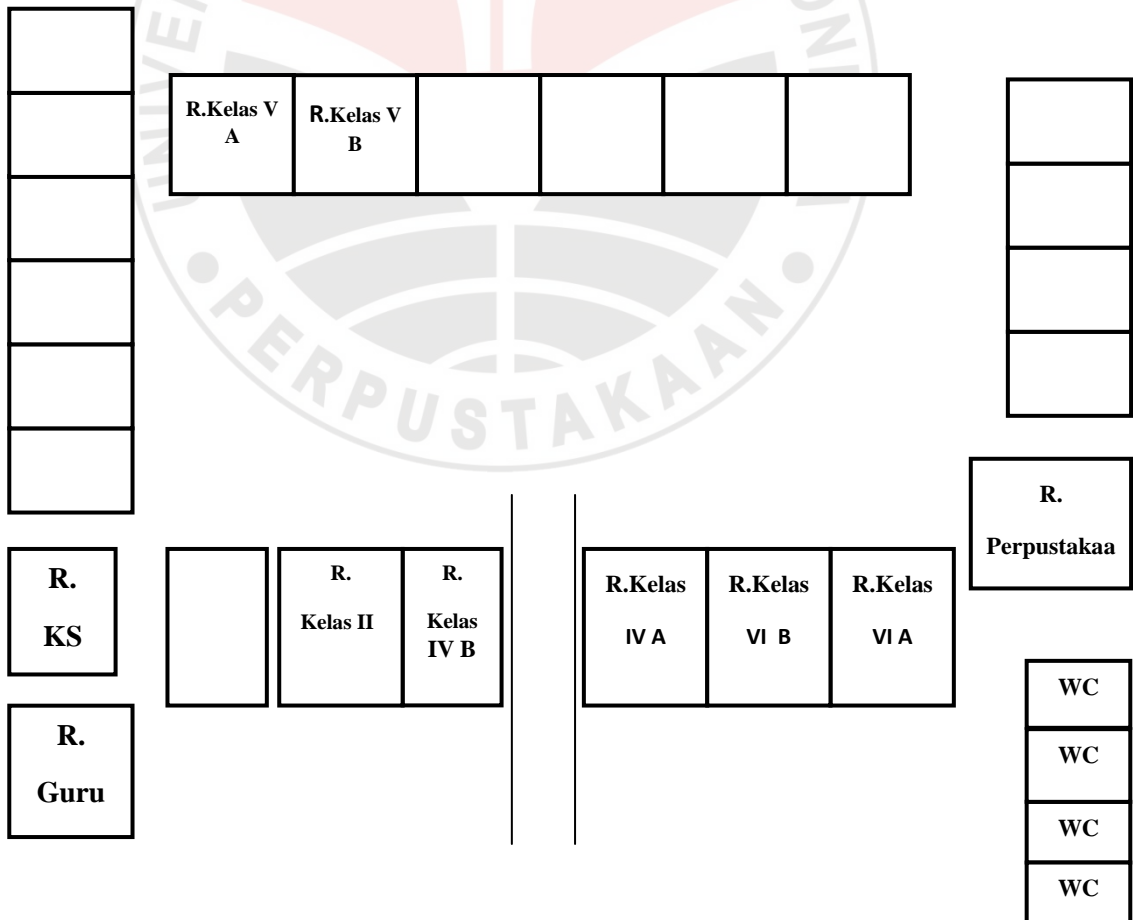 R.Kelas V
A
R.Kelas V
B
R.
Perpustakaa
R.
KS
R.
Kelas II
R.
Kelas
IV B
R.Kelas
IV A
R.Kelas
VI B
R.Kelas
VI A
R.
Guru
WC
WC
WC
WC
PERPUSTAKAAN